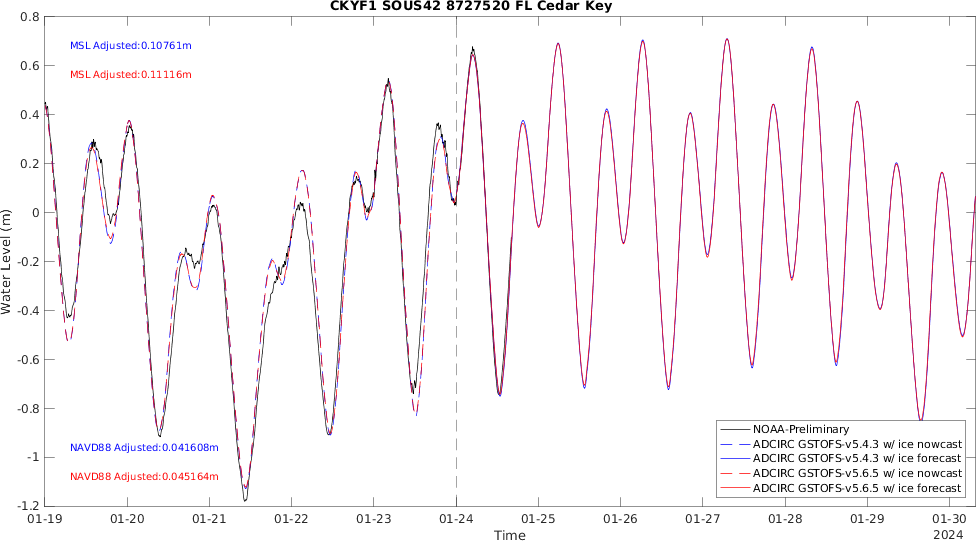 CKYF1 SOUS42 8727520 FL Cedar Key
0.8
0.6
0.4
0.2
0
-0.2
-0.4
-0.6
-0.8
-1
-1.2
Water Level (m)
MSL Adjusted:0.10761m
MSL Adjusted:0.11116m
NAVD88 Adjusted:0.041608m
NAVD88 Adjusted:0.045164m
NOAA-Preliminary
ADCIRC GSTOFS-v5.4.3 w/ ice nowcast
ADCIRC GSTOFS-v5.4.3 w/ ice forecast
ADCIRC GSTOFS-v5.6.5 w/ ice nowcast
ADCIRC GSTOFS-v5.6.5 w/ ice forecast
01-19 01-20 01-21 01-22 01-23 01-24 01-25 01-26 01-27 01-28 01-29 01-30
Time 2024